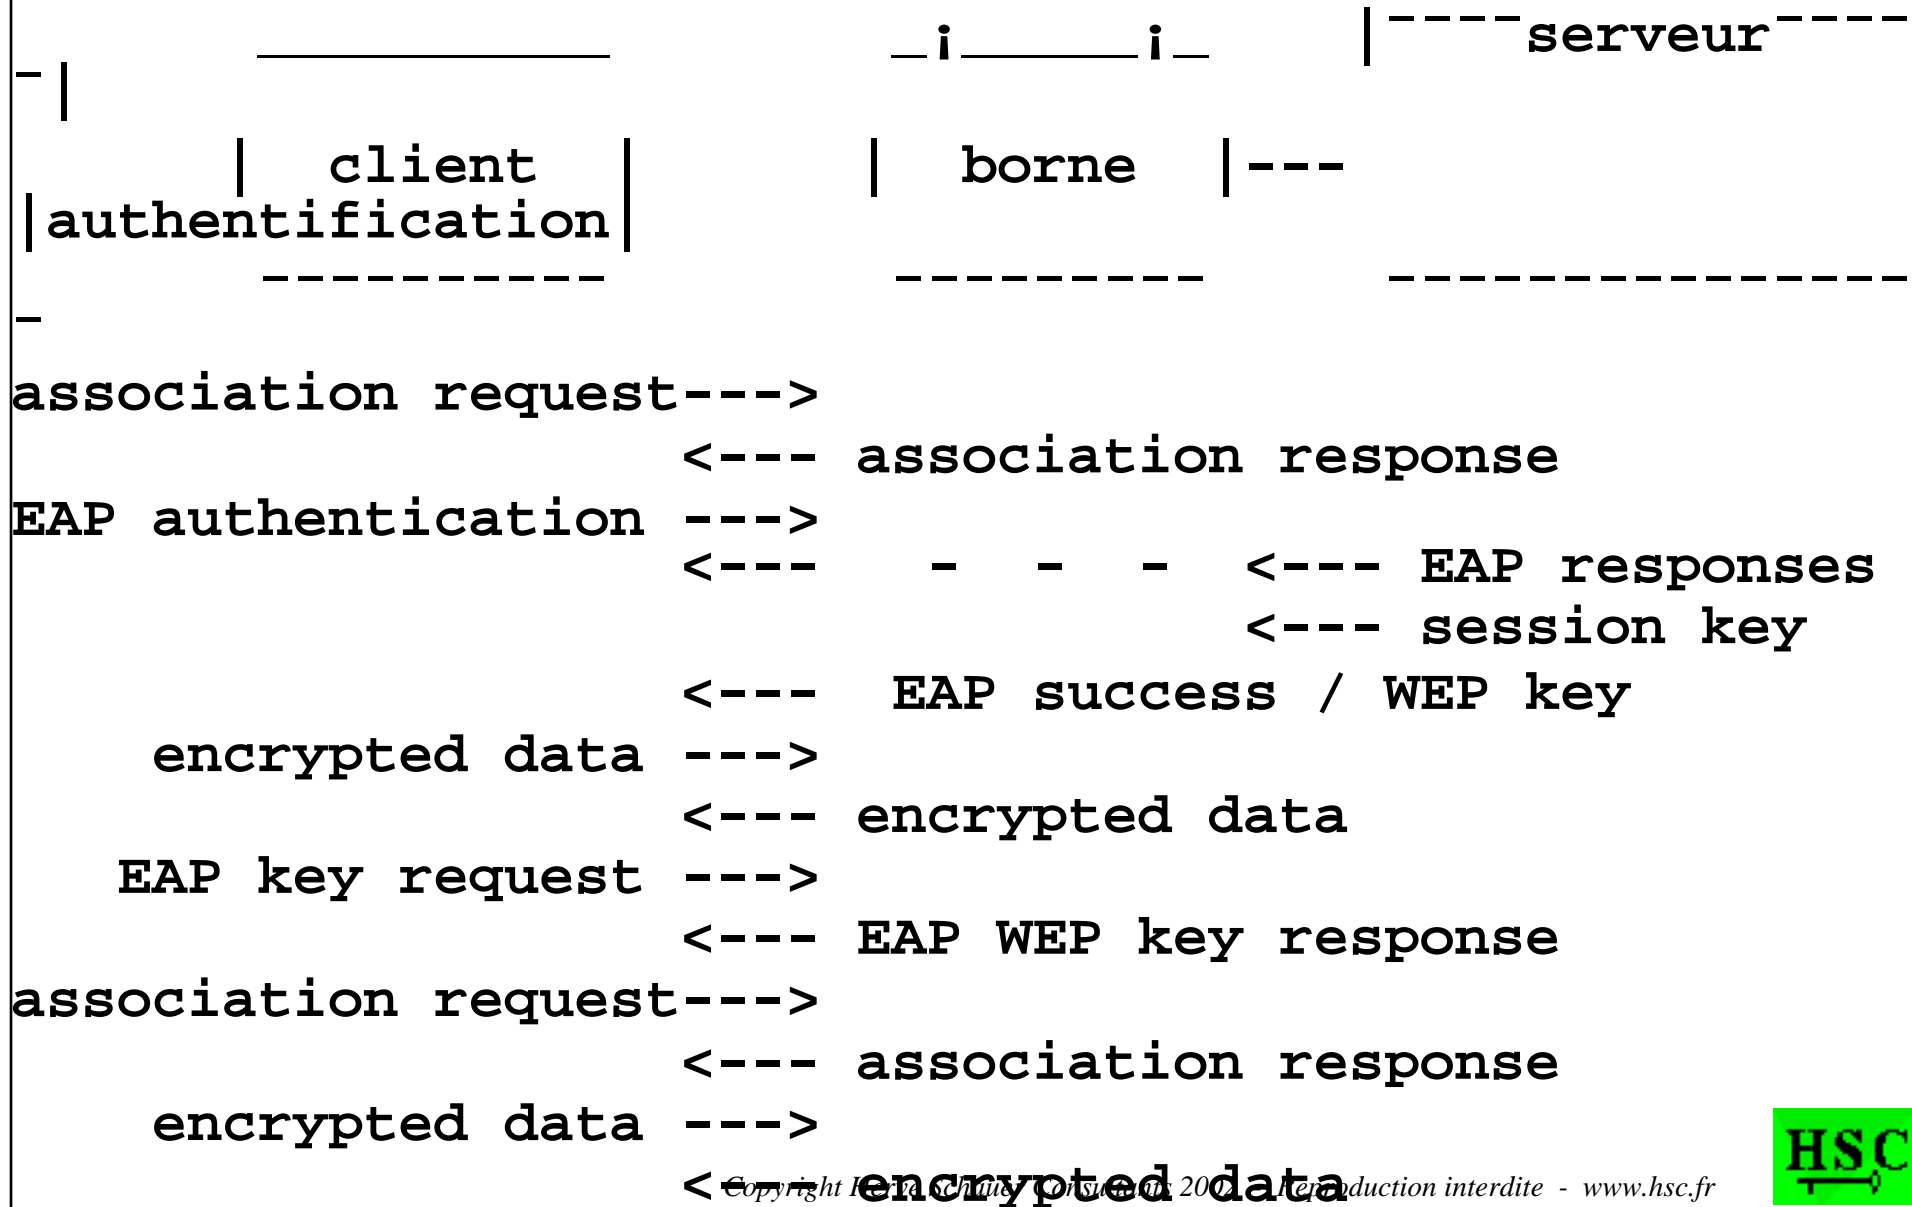 _¡_____¡_ |----serveur----
-|
| client | | borne |---
|authentification|
---------- --------- ---------------
-
association request--->
<--- association response
EAP authentication --->
<--- - - - <--- EAP responses
<--- session key
<--- EAP success / WEP key
encrypted data --->
<--- encrypted data
EAP key request --->
<--- EAP WEP key response
association request--->
<--- association response
encrypted data --->
<--- encrypted data
Copyright Hervé Schauer Consultants 2002 - Reproduction interdite - www.hsc.fr
HSC